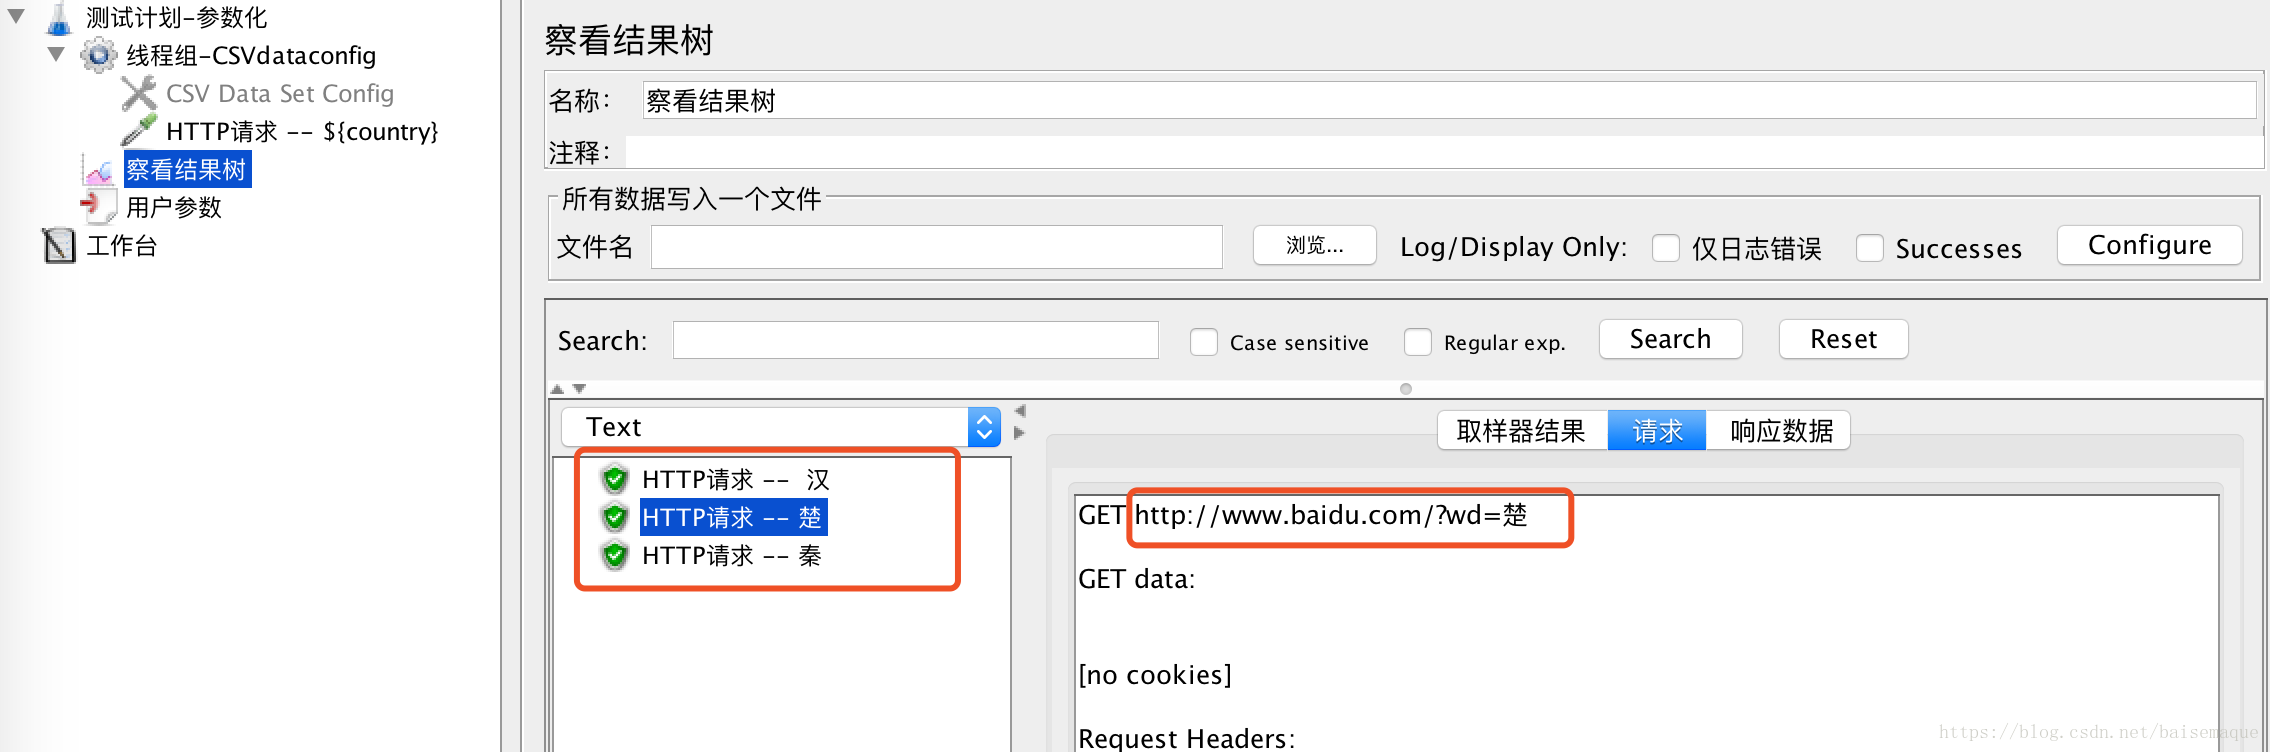 测试计划-参数化
线程组-CSVdataconfig
CSV Data Set Config
HTTP请求 -- ${country}
察看结果树
用户参数
工作台
察看结果树
名称： 察看结果树
注释：
所有数据写入一个文件
文件名 浏览... Log/Display Only: 仅日志错误 Successes Configure
Search: Case sensitive Regular exp. Search Reset
Text
HTTP请求 -- 汉
HTTP请求 -- 楚
HTTP请求 -- 秦
取样器结果 请求 响应数据
GET http://www.baidu.com/?wd=楚
GET data:
[no cookies]
Request Headers:
https://blog.csdn.net/baisemaque